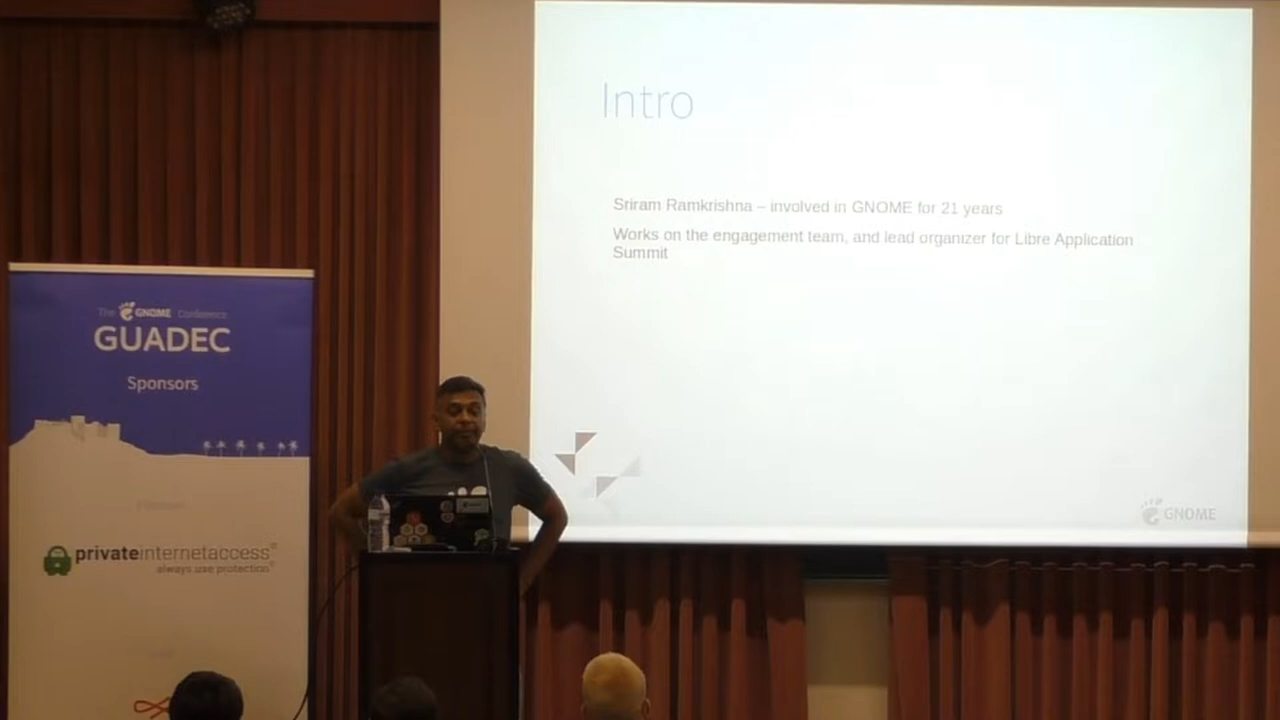 Intro
Sriram Ramkrishna – involved in GNOME for 21 years
Works on the engagement team, and lead organizer for Libre Application
Summit
GNOME
The GNOME Conference
GUADEC
Sponsors
privateinternetaccess
always use protection